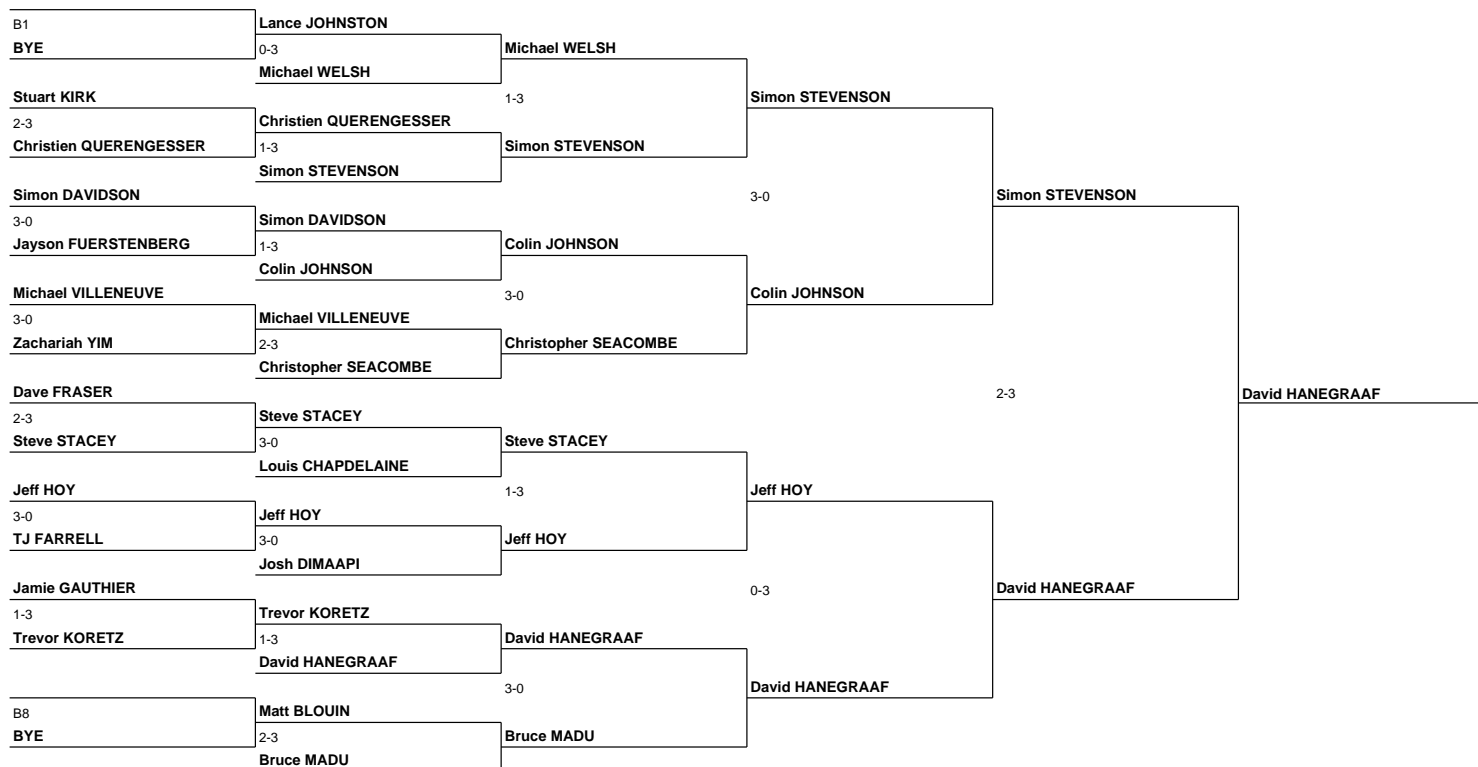 B1
BYE
Stuart KIRK
2-3
Christien QUERENGESSER
Simon DAVIDSON
3-0
Jayson FUERSTENBERG
Michael VILLENEUVE
3-0
Zachariah YIM
Dave FRASER
2-3
Steve STACEY
Jeff HOY
3-0
TJ FARRELL
Jamie GAUTHIER
1-3
Trevor KORETZ
B8
BYE
Lance JOHNSTON
0-3
Michael WELSH
Christien QUERENGESSER
1-3
Simon STEVENSON
Simon DAVIDSON
1-3
Colin JOHNSON
Michael VILLENEUVE
2-3
Christopher SEACOMBE
Steve STACEY
3-0
Louis CHAPDELAINE
Jeff HOY
3-0
Josh DIMAAPI
Trevor KORETZ
1-3
David HANEGRAAF
Matt BLOUIN
2-3
Bruce MADU
Michael WELSH
1-3
Simon STEVENSON
Colin JOHNSON
3-0
Christopher SEACOMBE
Steve STACEY
1-3
Jeff HOY
David HANEGRAAF
3-0
Bruce MADU
Simon STEVENSON
3-0
Colin JOHNSON
Jeff HOY
0-3
David HANEGRAAF
Simon STEVENSON
2-3
David HANEGRAAF
David HANEGRAAF